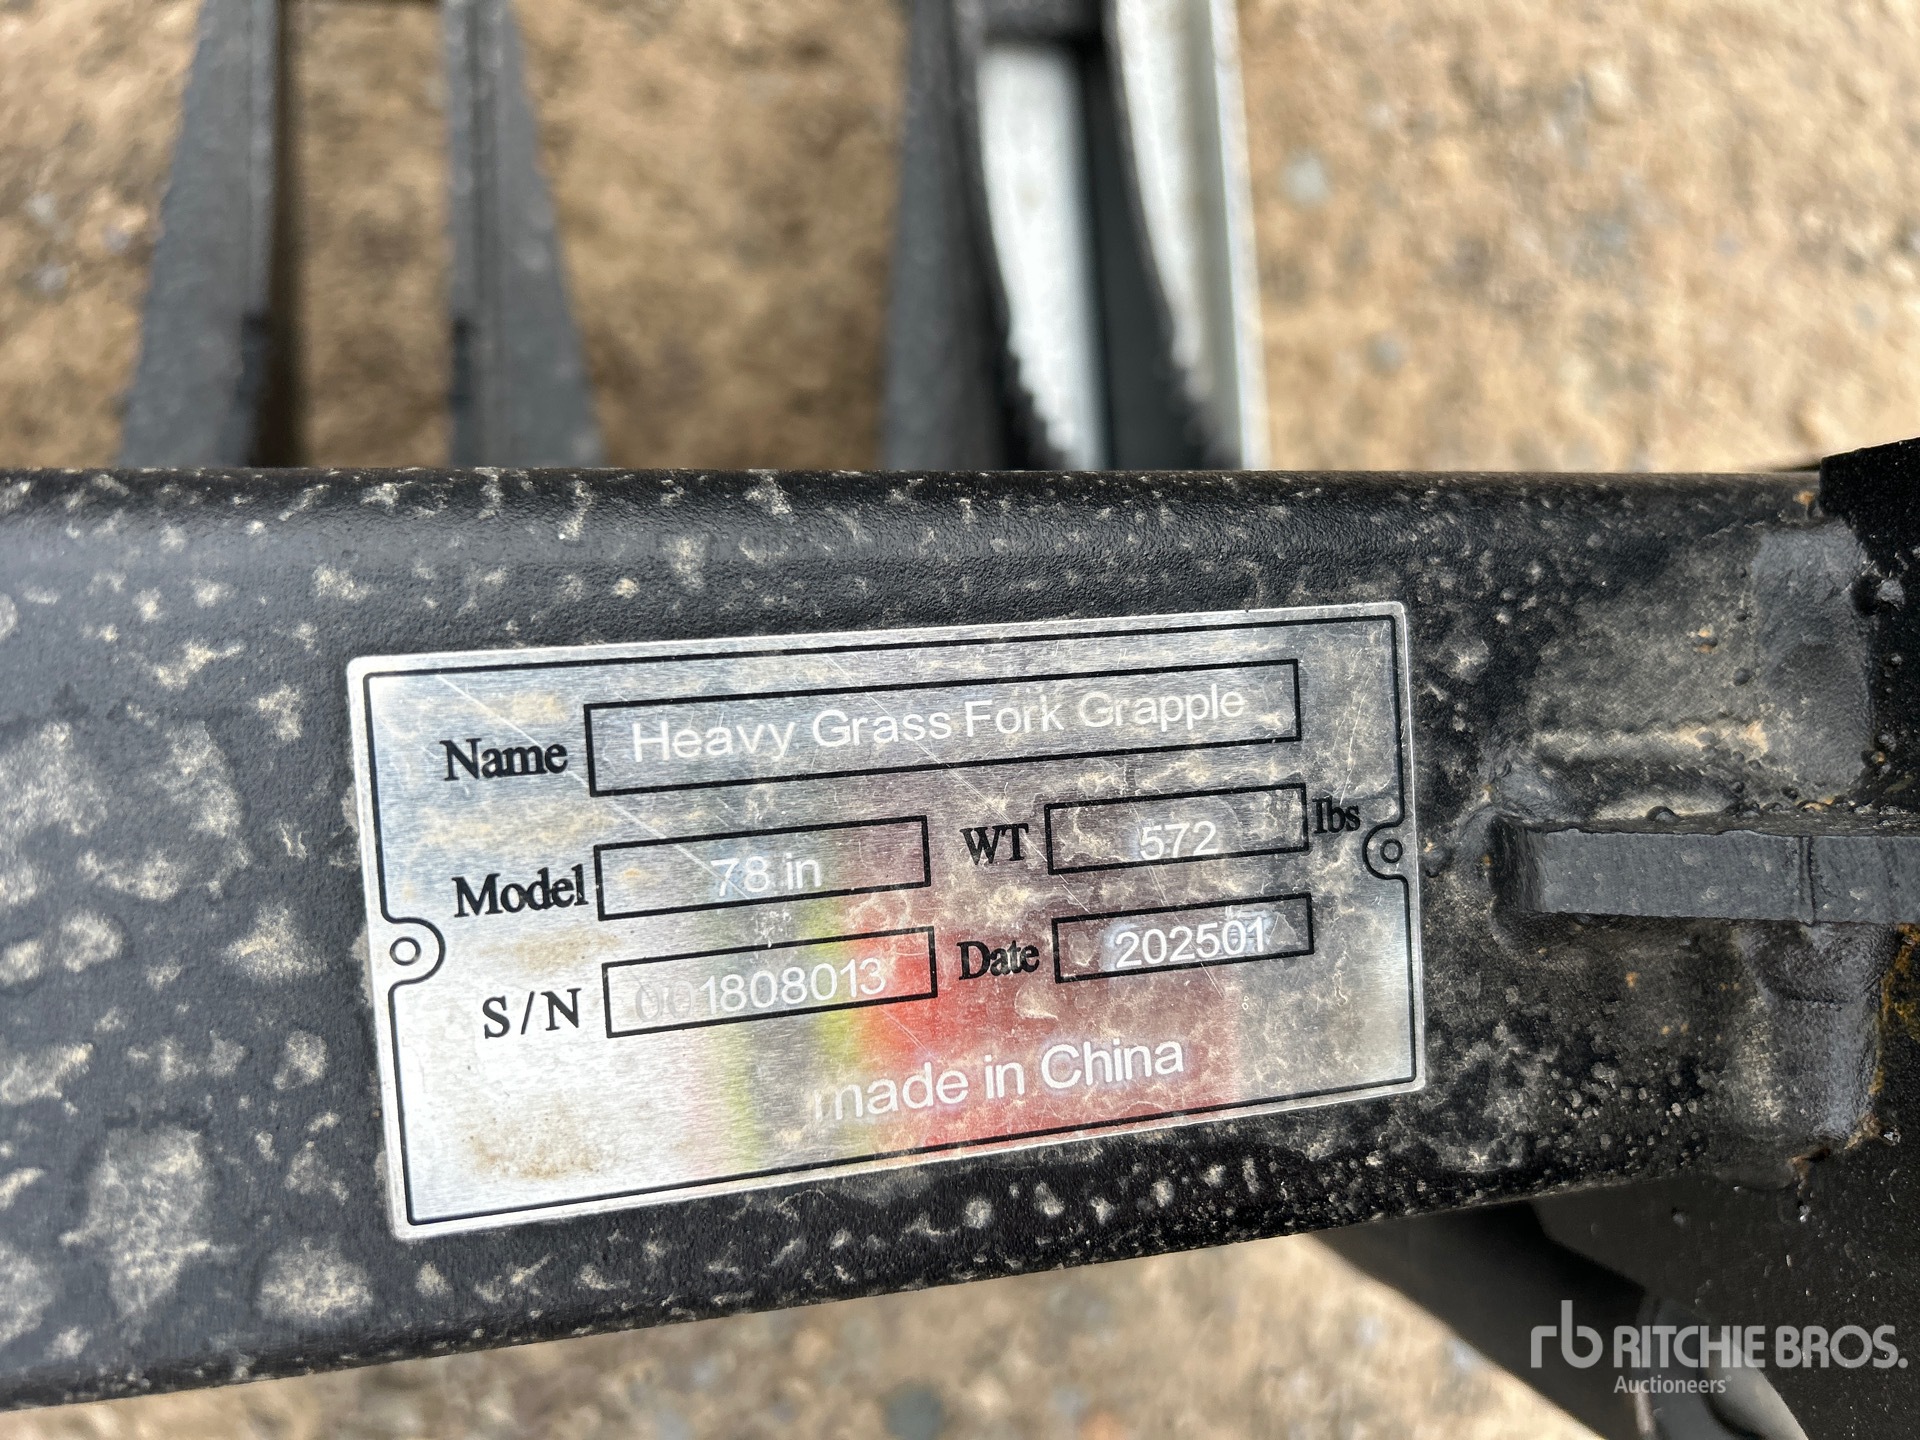 Name Heavy Grass Fork Grapple
Model 78 in WT 572 lbs
S/N 001808013 Date 202501
made in China
rb RITCHIE BROS.
Auctioneers